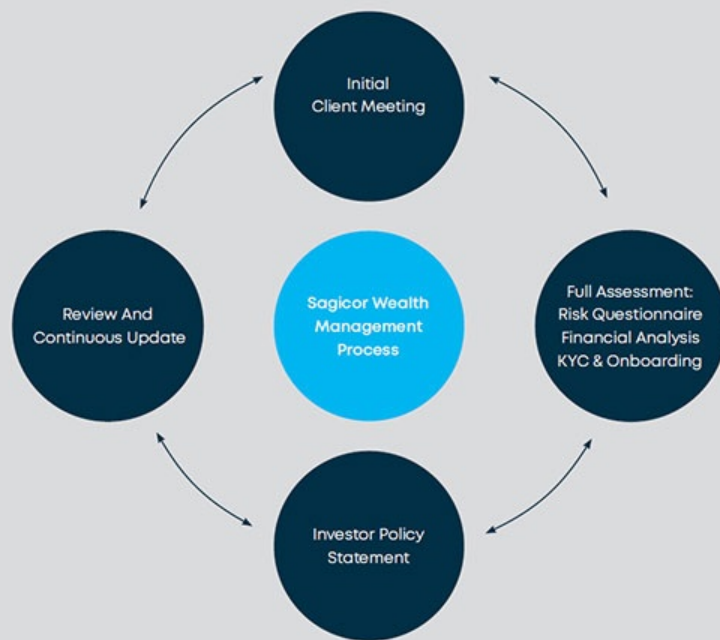 Initial
Client Meeting
Full Assessment:
Risk Questionnaire
Financial Analysis
KYC & Onboarding
Investor Policy
Statement
Review And
Continuous Update
Sagicor Wealth
Management
Process